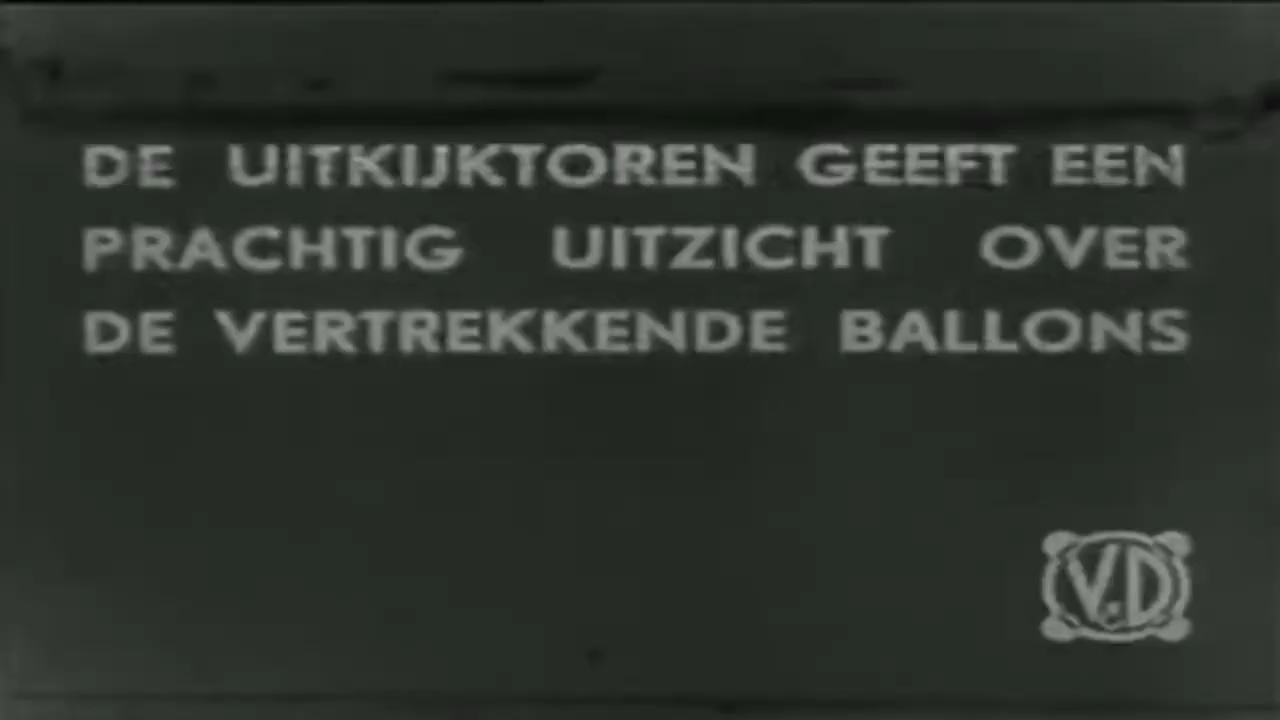 DE UITKIJKTOREN GEEFT EEN
PRACHTIG UITZICHT OVER
DE VERTREKKENDE BALLONS
V.D